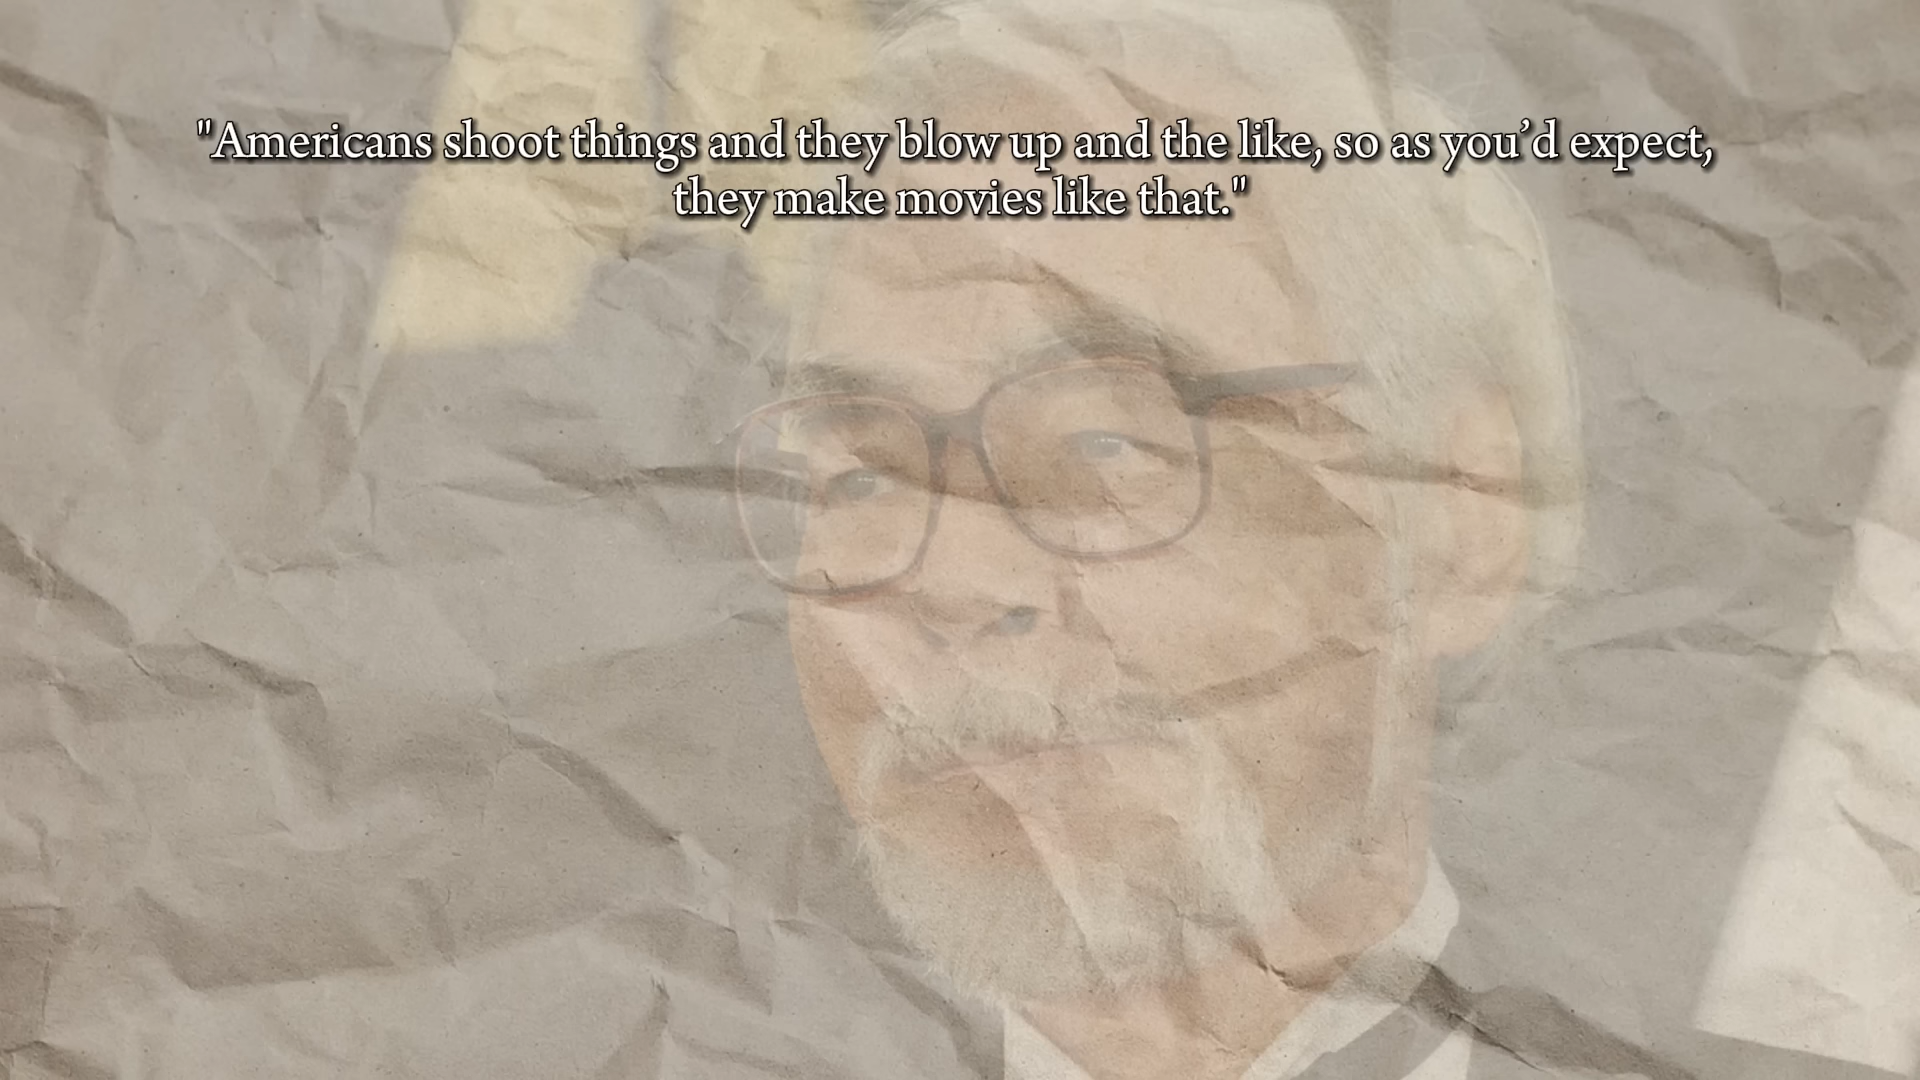 "Americans shoot things and they blow up and the like, so as you’d expect,
they make movies like that."